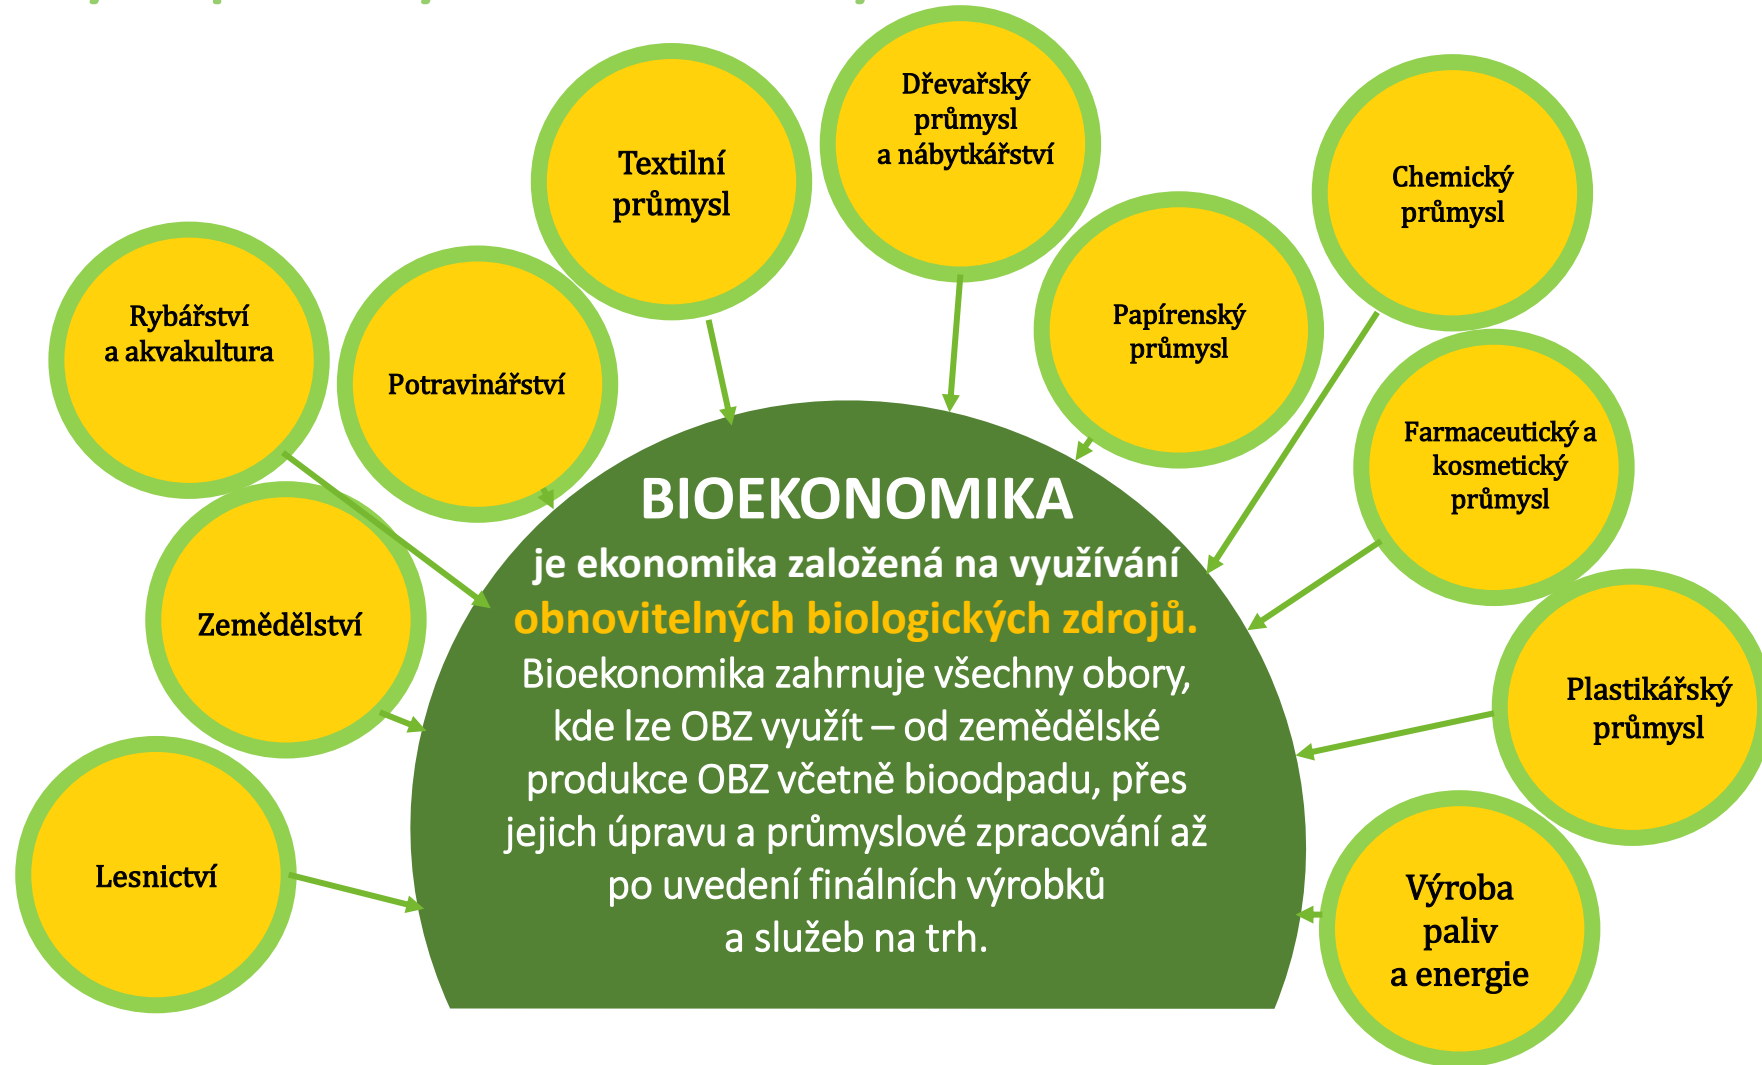 Dřevařský
průmysl
a nábytkářství
Textilní
průmysl
Chemický
průmysl
Rybářství
a akvakultura
Papírenský
průmysl
Potravinářství
Farmaceutický a
kosmetický
průmysl
Zemědělství
Plastikářský
průmysl
Lesnictví
Výroba
paliv
a energie
BIOEKONOMIKA
je ekonomika založená na využívání
obnovitelných biologických zdrojů.
Bioekonomika zahrnuje všechny obory,
kde lze OBZ využít – od zemědělské
produkce OBZ včetně bioodpadu, přes
jejich úpravu a průmyslové zpracování až
po uvedení finálních výrobků
a služeb na trh.